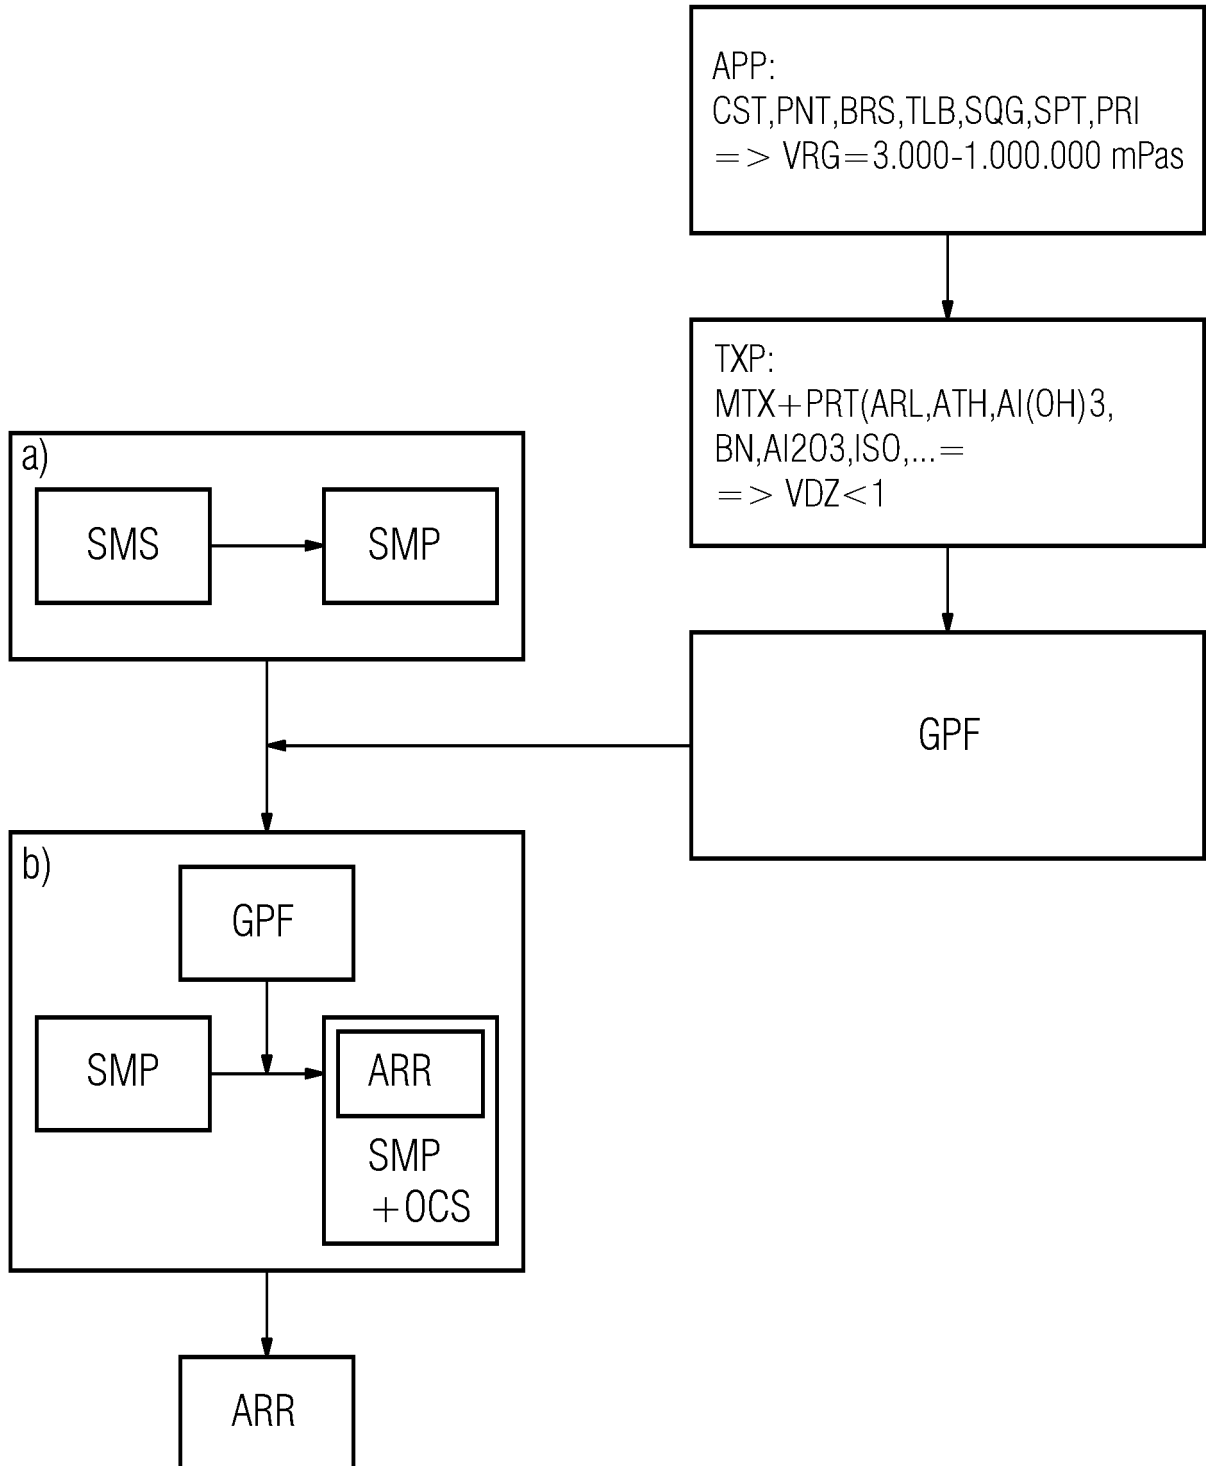 APP:
CST,PNT,BRS,TLB,SQG,SPT,PRI
=> VRG=3.000-1.000.000 mPas
TXP:
MTX+PRT(ARL,ATH,Al(OH)3,
BN,Al2O3,ISO,...=
=> VDZ<1
a)
SMS
SMP
GPF
b)
GPF
SMP
ARR
SMP
+OCS
ARR